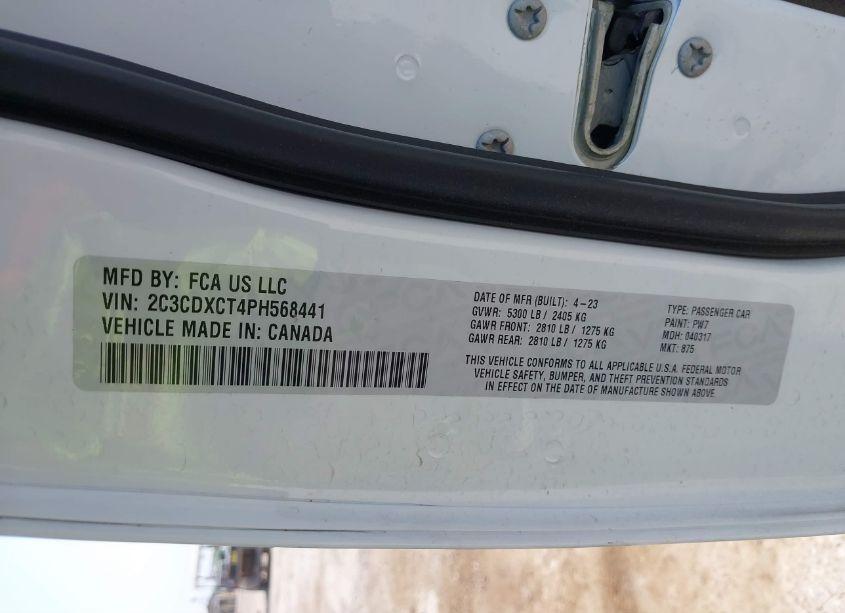 MFD BY: FCA US LLC
VIN: 2C3CDXCT4PH568441
VEHICLE MADE IN: CANADA
DATE OF MFR (BUILT): 4-23
GVWR: 5300 LB / 2405 KG
GAWR FRONT: 2810 LB / 1275 KG
GAWR REAR: 2810 LB / 1275 KG
TYPE: PASSENGER CAR
PAINT: PW7
MDH: 040317
MKT: 875
THIS VEHICLE CONFORMS TO ALL APPLICABLE U.S.A. FEDERAL MOTOR
VEHICLE SAFETY, BUMPER, AND THEFT PREVENTION STANDARDS
IN EFFECT ON THE DATE OF MANUFACTURE SHOWN ABOVE.